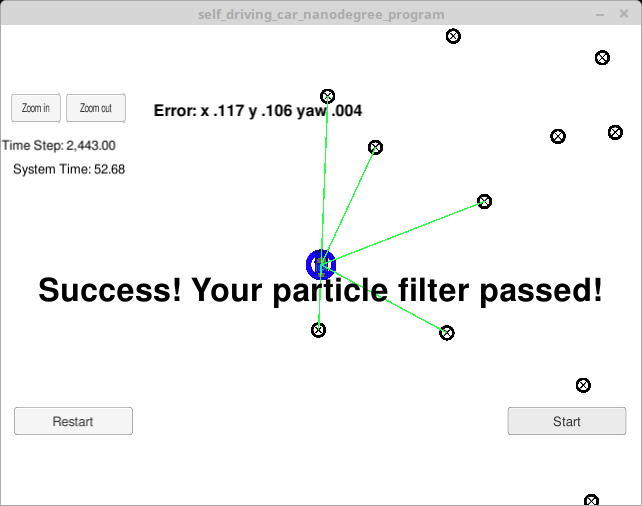 self_driving_car_nanodegree_program
Zoom in
Zoom out
Error: x .117 y .106 yaw .004
Time Step: 2,443.00
System Time: 52.68
Success! Your particle filter passed!
Restart
Start